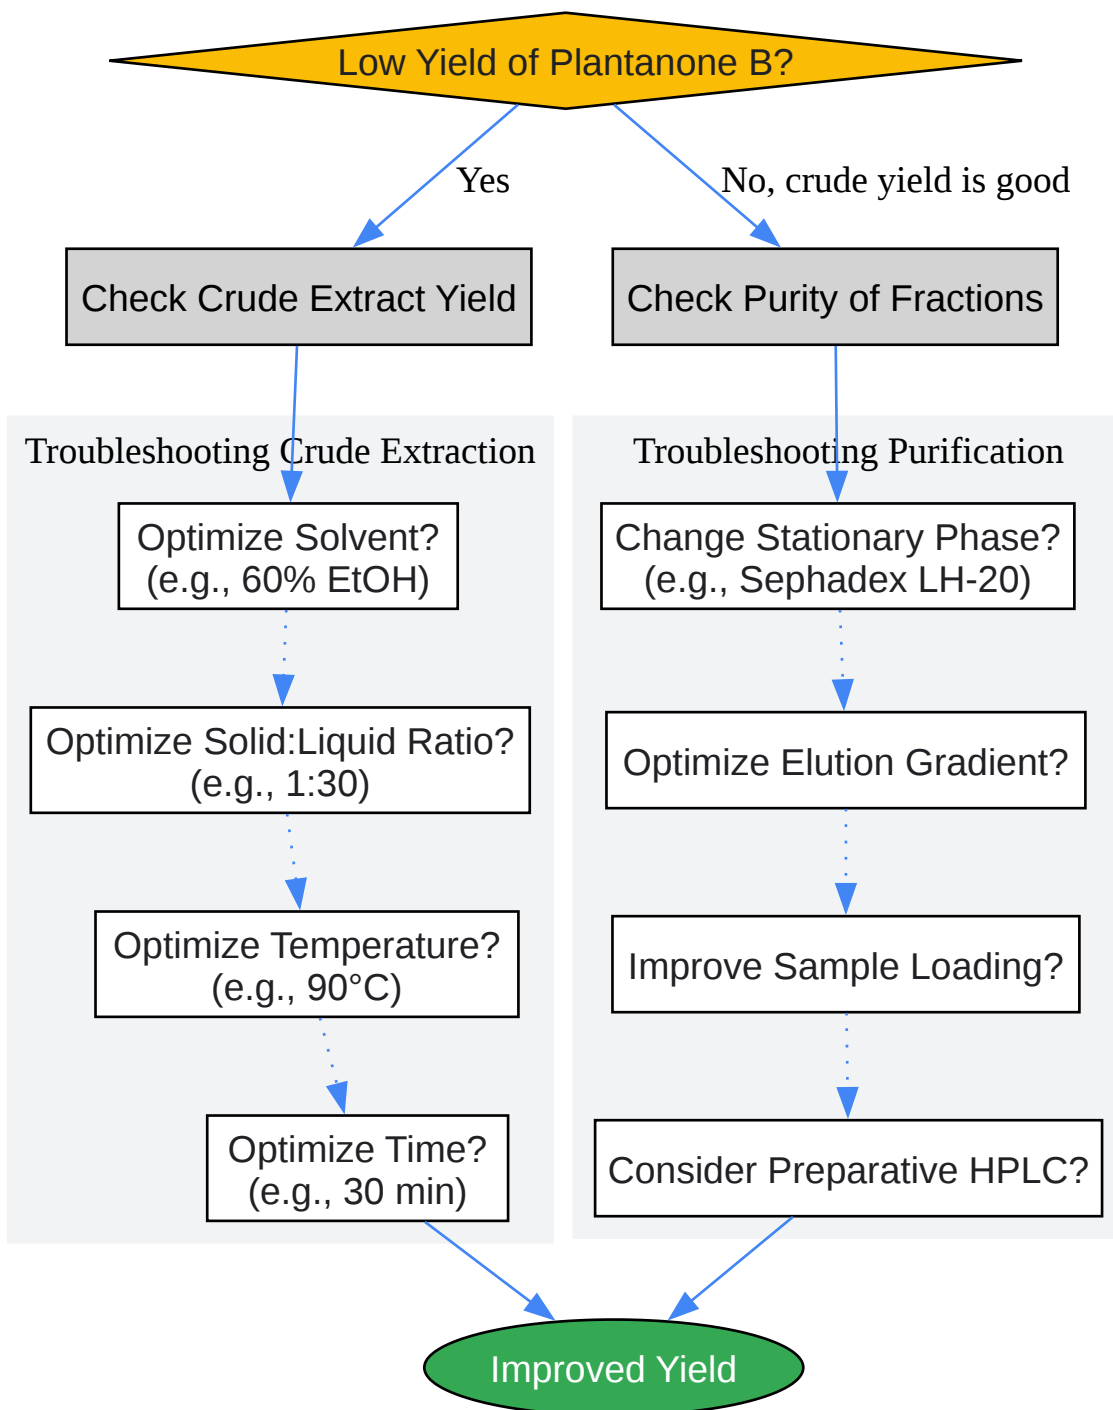 Low Yield of Plantanone B?
Yes
No, crude yield is good
Check Crude Extract Yield
Check Purity of Fractions
Troubleshooting Crude Extraction
Optimize Solvent?
(e.g., 60% EtOH)
Optimize Solid:Liquid Ratio?
(e.g., 1:30)
Optimize Temperature?
(e.g., 90°C)
Optimize Time?
(e.g., 30 min)
Troubleshooting Purification
Change Stationary Phase?
(e.g., Sephadex LH-20)
Optimize Elution Gradient?
Improve Sample Loading?
Consider Preparative HPLC?
Improved Yield